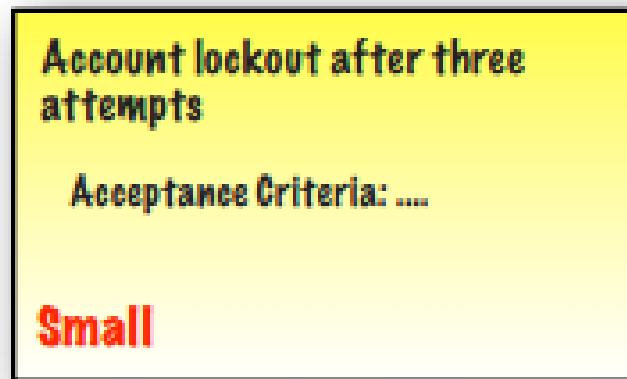 Account lockout after three
attempts
Acceptance Criteria: ....
Small